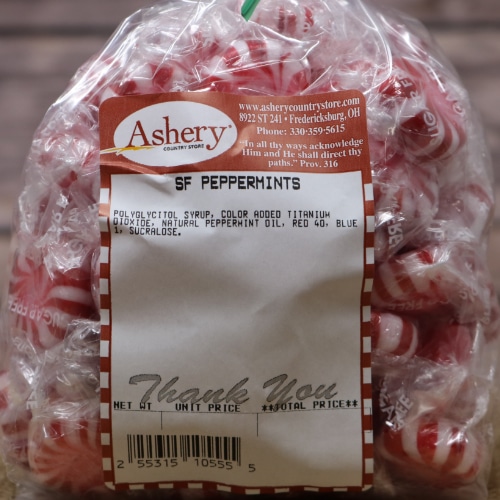 Ashery
COUNTRY STORE
www.asherycountrystore.com
8922 ST 241 • Fredericksburg, OH
Phone: 330-359-5615
"In all thy ways acknowledge
Him and He shall direct thy
paths." Prov. 316
SF PEPPERMINTS
POLYGLYCITOL SYRUP, COLOR ADDED TITANIUM
DIOXIDE, NATURAL PEPPERMINT OIL, RED 40, BLUE
1, SUCRALOSE.
Thank You
NET WT UNIT PRICE **TOTAL PRICE**
2 55315 10555 5